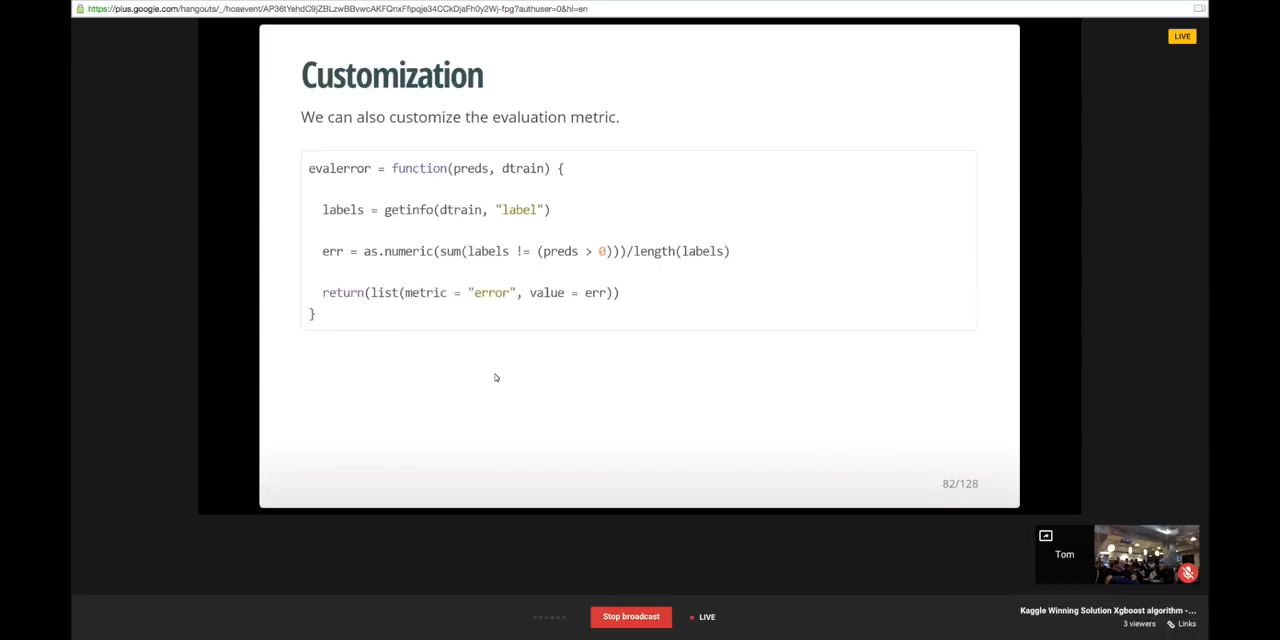 https://plus.google.com/hangouts/_/hoaevent/AP36tYehdC9jZBLzwBBvwcAKFQnxFfipqje34CCkDjaFh0y2Wj-fpg?authuser=0&hl=en
LIVE
Customization
We can also customize the evaluation metric.
evalerror = function(preds, dtrain) {
labels = getinfo(dtrain, "label")
err = as.numeric(sum(labels != (preds > 0)))/length(labels)
return(list(metric = "error", value = err))
}
82/128
Tom
Stop broadcast
LIVE
Kaggle Winning Solution Xgboost algorithm -...
3 viewers
Links